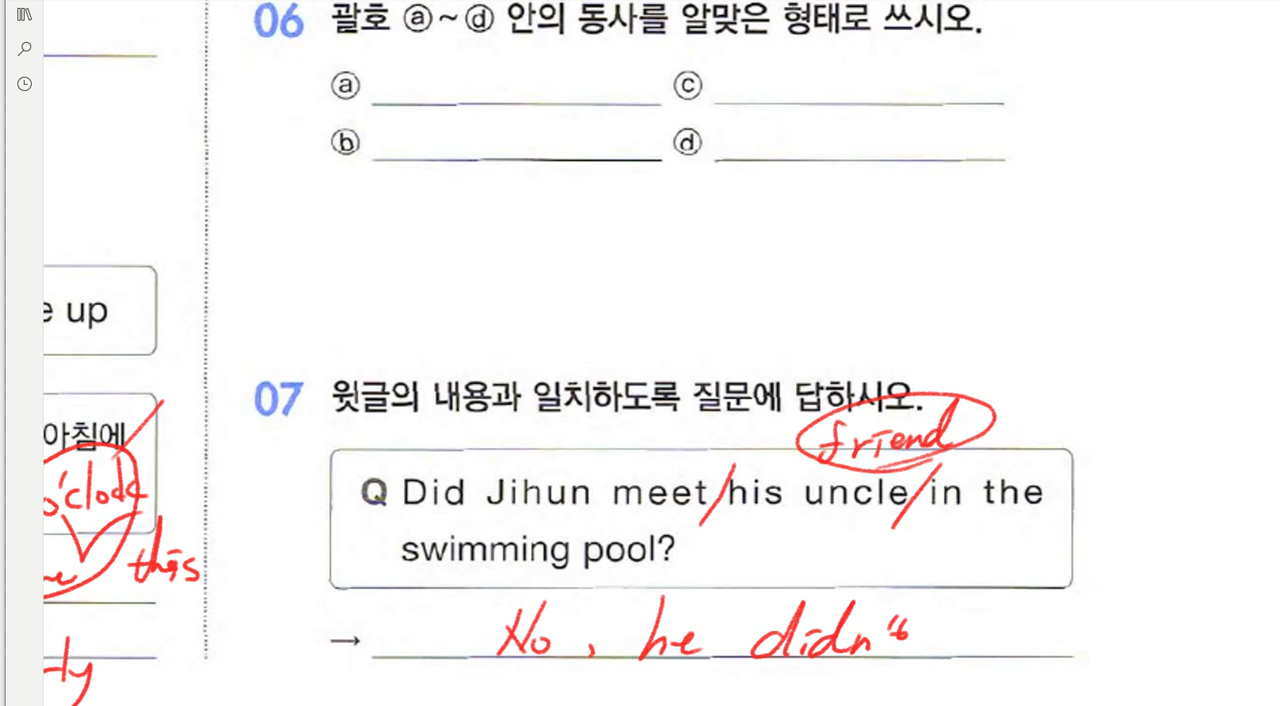 06 괄호 ⓐ~ⓓ 안의 동사를 알맞은 형태로 쓰시오.
ⓐ ⓒ
ⓑ ⓓ
e up
07 윗글의 내용과 일치하도록 질문에 답하시오.
friend
아침에
o'clock
Q Did Jihun meet/his uncle/in the
swimming pool?
this
→ No, he didn't
ly